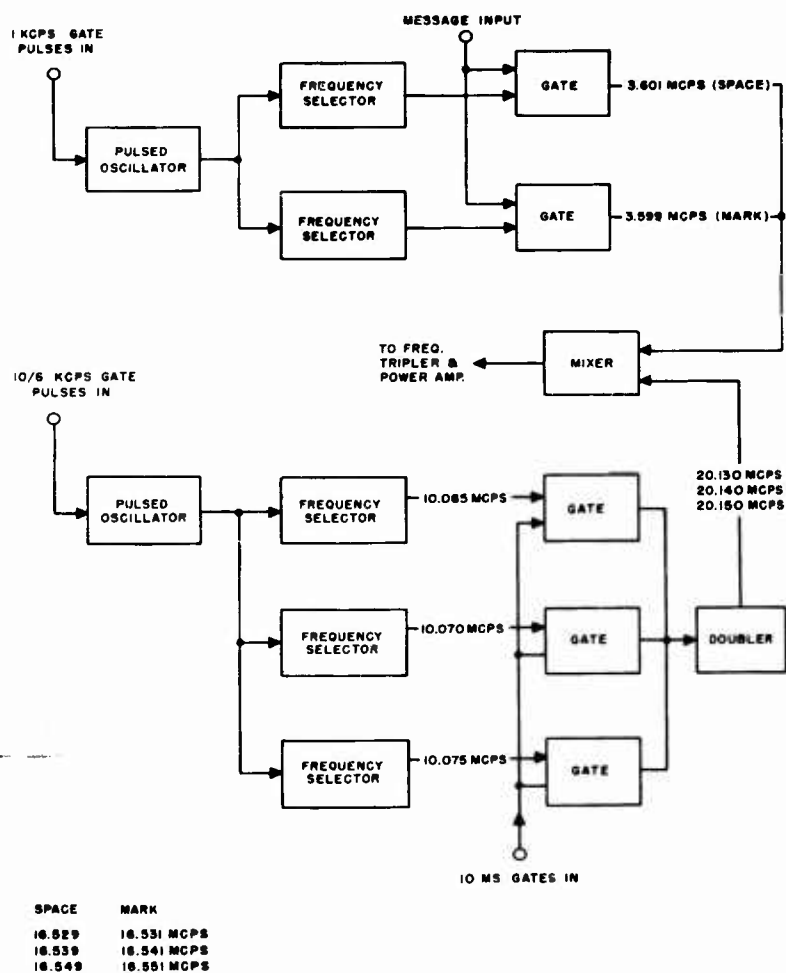 1 KCPS GATE
PULSES IN
MESSAGE INPUT
FREQUENCY
SELECTOR
GATE
3.601 MCPS (SPACE)
PULSED
OSCILLATOR
FREQUENCY
SELECTOR
GATE
3.599 MCPS (MARK)
TO FREQ.
TRIPLER &
POWER AMP.
MIXER
10/6 KCPS GATE
PULSES IN
20.130 MCPS
20.140 MCPS
20.150 MCPS
PULSED
OSCILLATOR
FREQUENCY
SELECTOR
10.065 MCPS
GATE
FREQUENCY
SELECTOR
10.070 MCPS
GATE
DOUBLER
FREQUENCY
SELECTOR
10.075 MCPS
GATE
10 MS GATES IN
SPACE MARK
16.529 16.531 MCPS
16.539 16.541 MCPS
16.549 16.551 MCPS